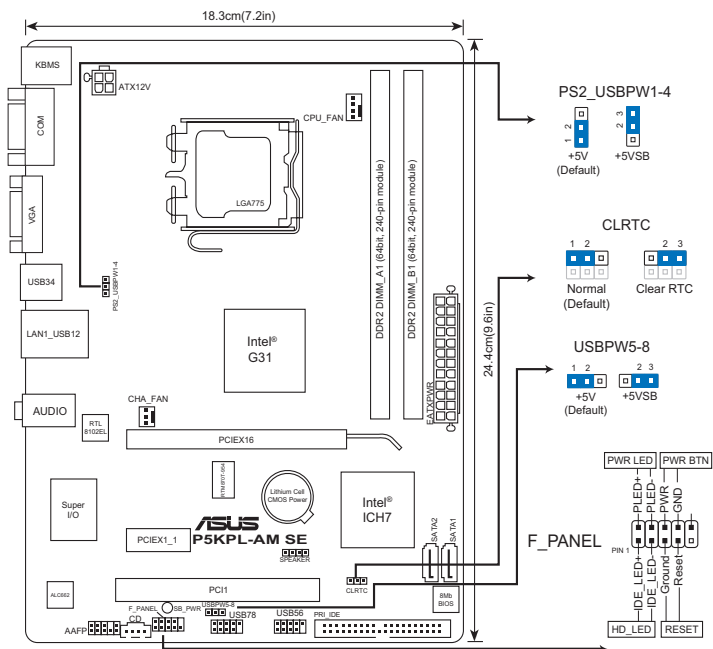 18.3cm(7.2in)
KBMS
ATX12V
CPU_FAN
COM
LGA775
VGA
DDR2 DIMM_A1 (64bit, 240-pin module)
DDR2 DIMM_B1 (64bit, 240-pin module)
24.4cm(9.6in)
USB34
PS2_USBPW1-4
LAN1_USB12
Intel®
G31
EATXPWR
CHA_FAN
AUDIO
RTL
8102EL
PCIEX16
Lithium Cell
CMOS Power
Super
I/O
Intel®
ICH7
ASUS
P5KPL-AM SE
PCIEX1_1
SPEAKER
SATA2
SATA1
CLRTC
PCI1
8Mb
BIOS
ALC662
F_PANEL
SB_PWR
USBPW5-8
CD
USB78
USB56
PRI_IDE
AAFP
PS2_USBPW1-4
1 2
2 3
+5V
(Default)
+5VSB
CLRTC
1 2
2 3
Normal
(Default)
Clear RTC
USBPW5-8
1 2
2 3
+5V
(Default)
+5VSB
F_PANEL
PWR LED
PWR BTN
PLED+
PLED-
PWR
GND
PIN 1
IDE_LED+
IDE_LED-
Ground
Reset
HD_LED
RESET